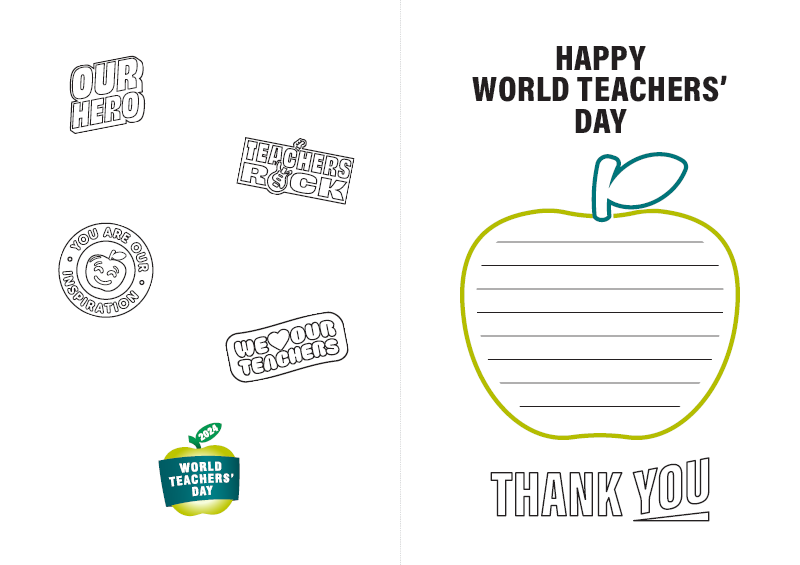 OUR
HERO
TEACHERS
ROCK
YOU ARE OUR
INSPIRATION
WE OUR
TEACHERS
2024
WORLD
TEACHERS'
DAY
HAPPY
WORLD TEACHERS'
DAY
THANK YOU